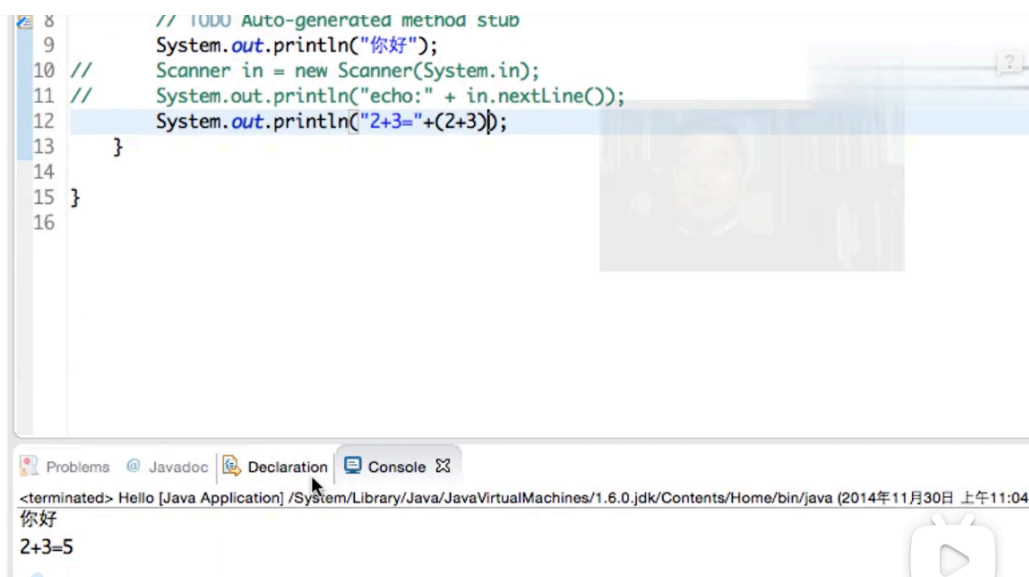 8 // TODO Auto-generated method stub
9 System.out.println("你好");
10 // Scanner in = new Scanner(System.in);
11 // System.out.println("echo:" + in.nextLine());
12 System.out.println("2+3="+(2+3));
13 }
14
15 }
16
?
Problems @ Javadoc Declaration Console
<terminated> Hello [Java Application] /System/Library/Java/JavaVirtualMachines/1.6.0.jdk/Contents/Home/bin/java (2014年11月30日 上午11:04
你好
2+3=5